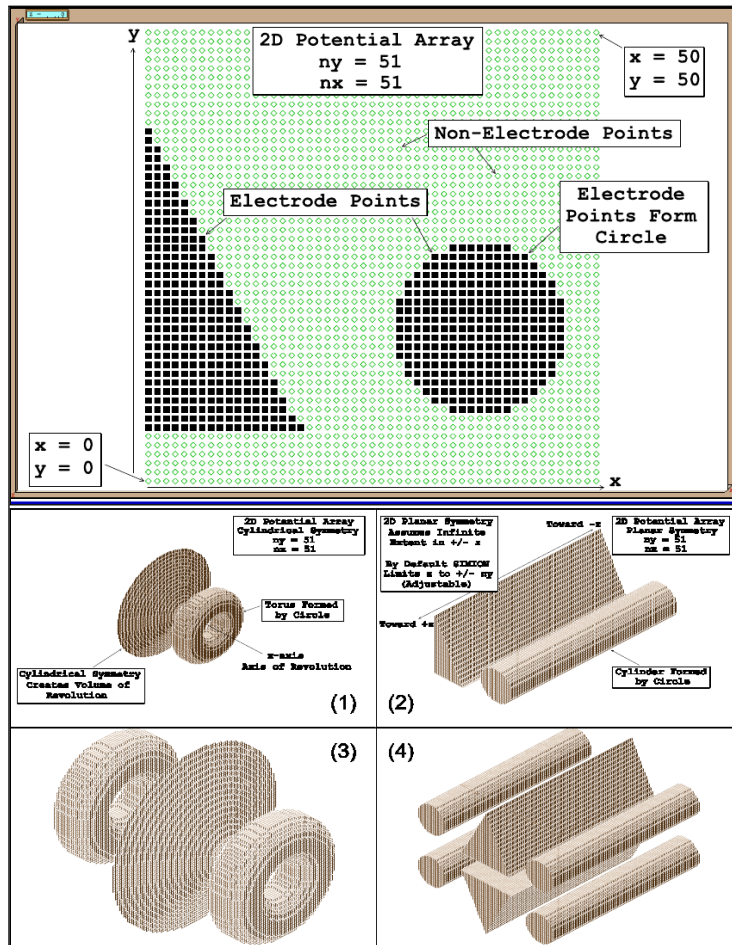 y
2D Potential Array
ny = 51
nx = 51
x = 50
y = 50
Non-Electrode Points
Electrode Points
Electrode
Points Form
Circle
x = 0
y = 0
x
2D Potential Array
Cylindrical Symmetry
ny = 51
nx = 51
Torus Formed
by Circle
x-axis
Axis of Revolution
Cylindrical Symmetry
Creates Volume of
Revolution
(1)
2D Planar Symmetry
Assumes Infinite
Extent in +/- z
By Default SIMION
Limits z to +/- ny
(Adjustable)
Toward -z
2D Potential Array
Planar Symmetry
ny = 51
nx = 51
Toward +z
Cylinder Formed
by Circle
(2)
(3)
(4)